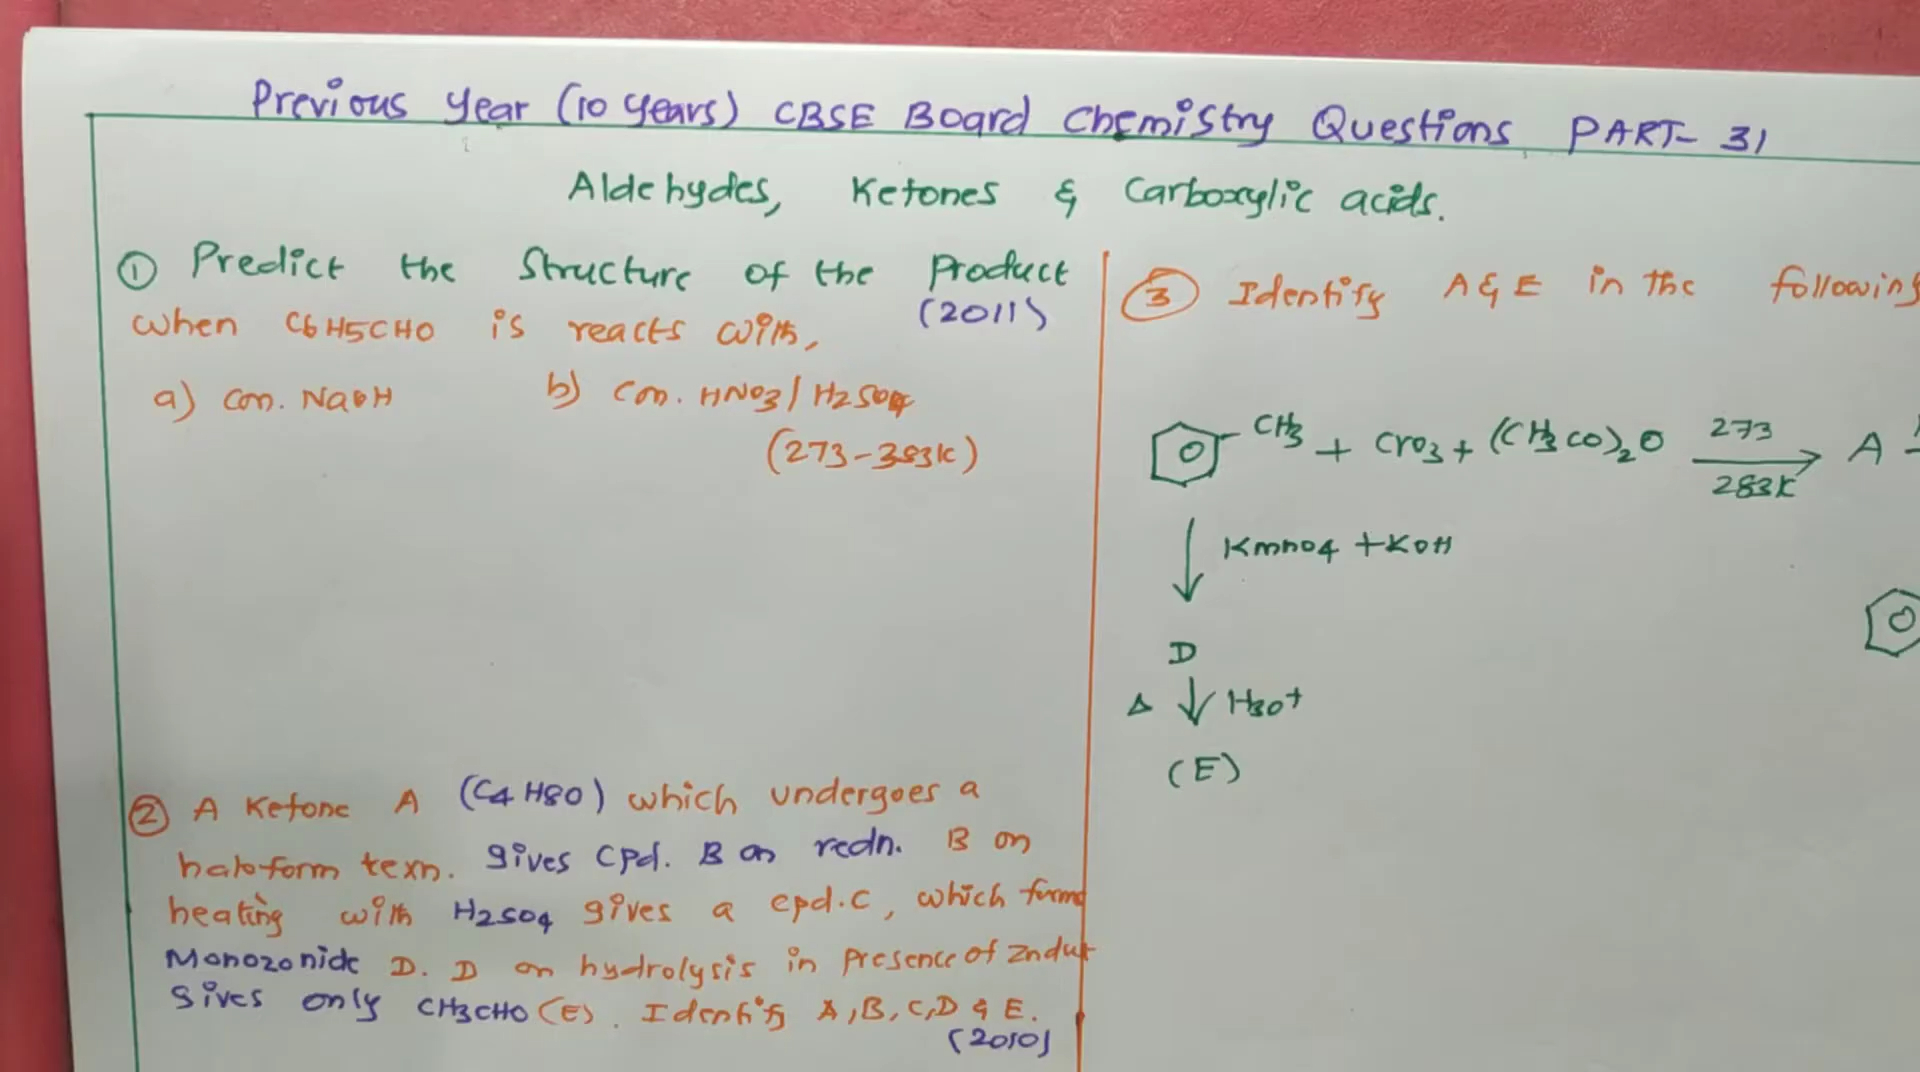 Previous Year (10 years) CBSE Board Chemistry Questions PART- 31
Aldehydes, Ketones & Carboxylic acids.
① Predict the Structure of the Product
when C6H5CHO is reacts with, (2011)
a) Con. NaOH b) Con. HNO3/H2SO4
(273-383K)
② A Ketone A (C4H8O) which undergoes a
haloform rexn. gives Cpd. B on redn. B on
heating with H2SO4 gives a cpd.C, which forms
Monozonide D. D on hydrolysis in presence of Zndust
Gives only CH3CHO (E). Identify A,B,C,D & E.
(2010)
③ Identify A & E in the following
CH3 + CrO3 + (CH3CO)2O 273 A
283K
KMnO4 + KOH
D
Δ H3O+
(E)